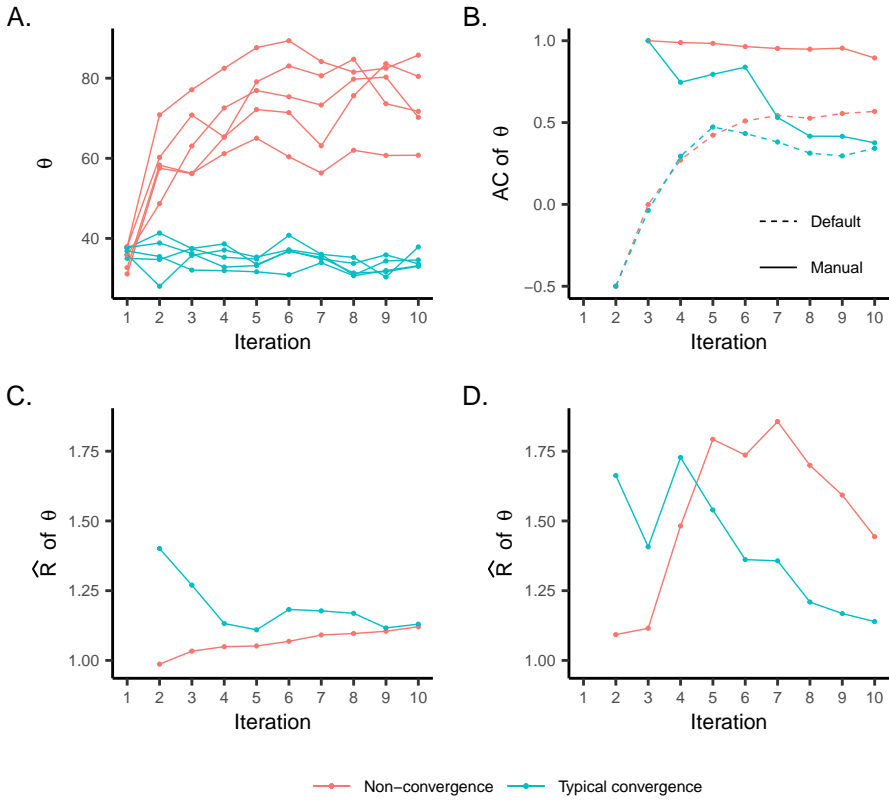 A.
θ
80
60
40
1 2 3 4 5 6 7 8 9 10
Iteration
B.
AC of θ
1.0
0.5
0.0
−0.5
Default
Manual
1 2 3 4 5 6 7 8 9 10
Iteration
C.
R̂ of θ
1.75
1.50
1.25
1.00
1 2 3 4 5 6 7 8 9 10
Iteration
D.
R̂ of θ
1.75
1.50
1.25
1.00
1 2 3 4 5 6 7 8 9 10
Iteration
Non−convergence Typical convergence